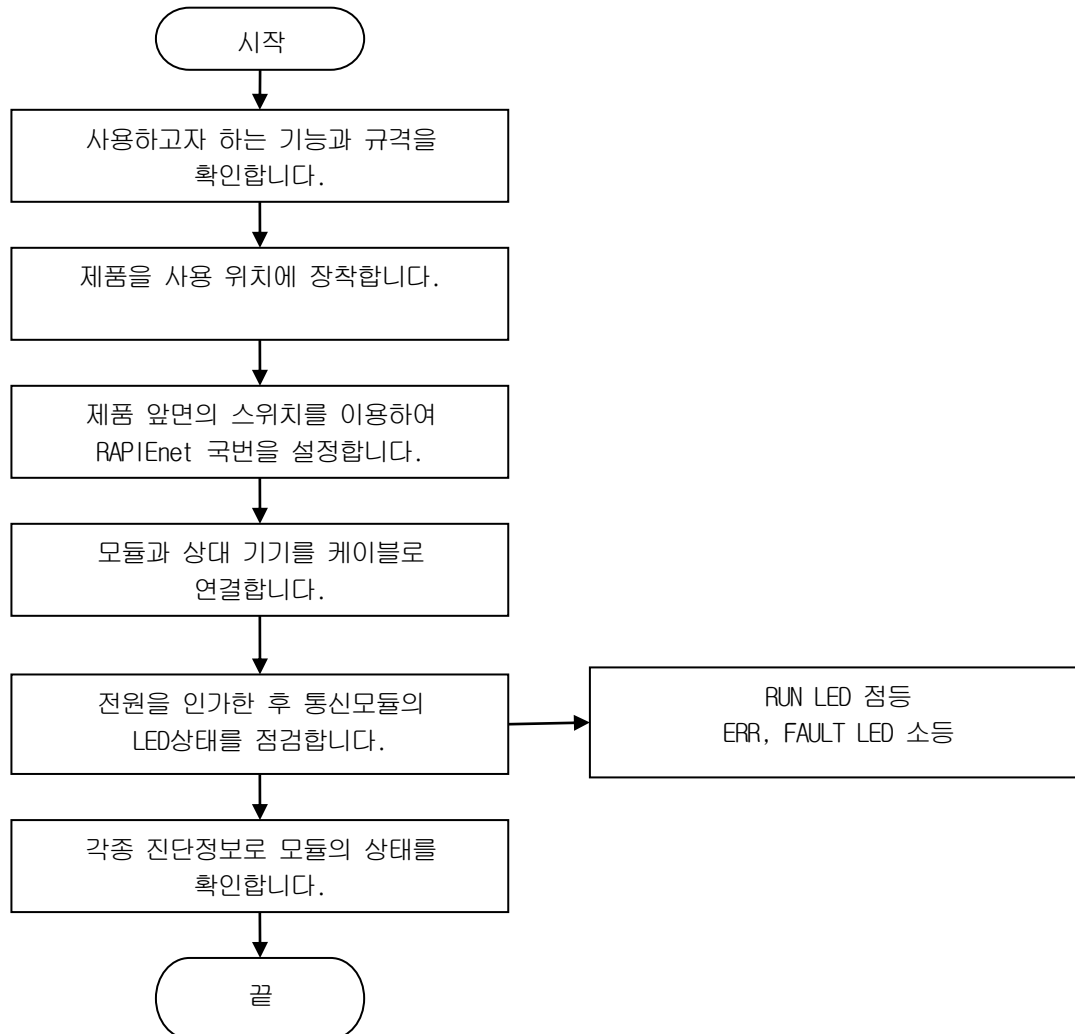 시작
사용하고자 하는 기능과 규격을
확인합니다.
제품을 사용 위치에 장착합니다.
제품 앞면의 스위치를 이용하여
RAPIEnet 국번을 설정합니다.
모듈과 상대 기기를 케이블로
연결합니다.
전원을 인가한 후 통신모듈의
LED상태를 점검합니다.
RUN LED 점등
ERR, FAULT LED 소등
각종 진단정보로 모듈의 상태를
확인합니다.
끝